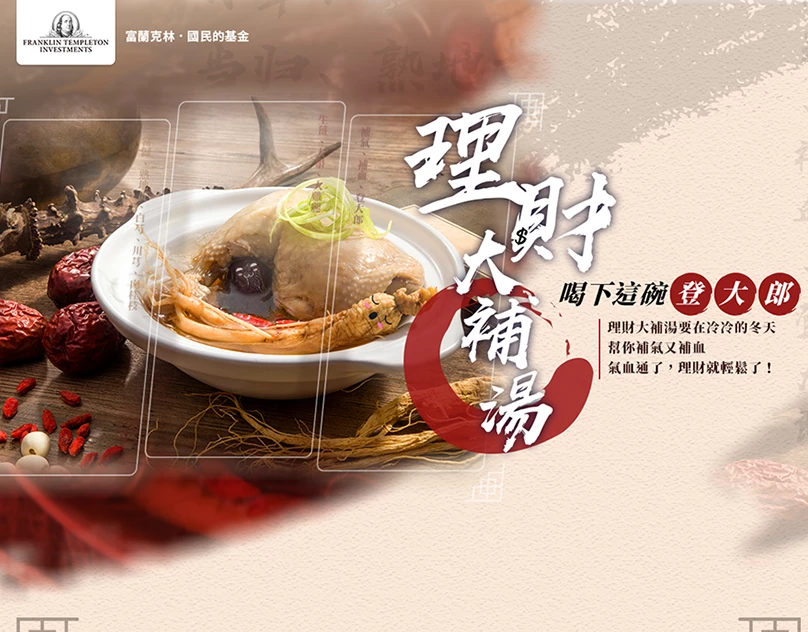 FRANKLIN TEMPLETON
INVESTMENTS
富蘭克林・國民的基金
理財大補湯
喝下這碗登大郎
理財大補湯要在冷冷的冬天
幫你補氣又補血
氣血通了，理財就輕鬆了！